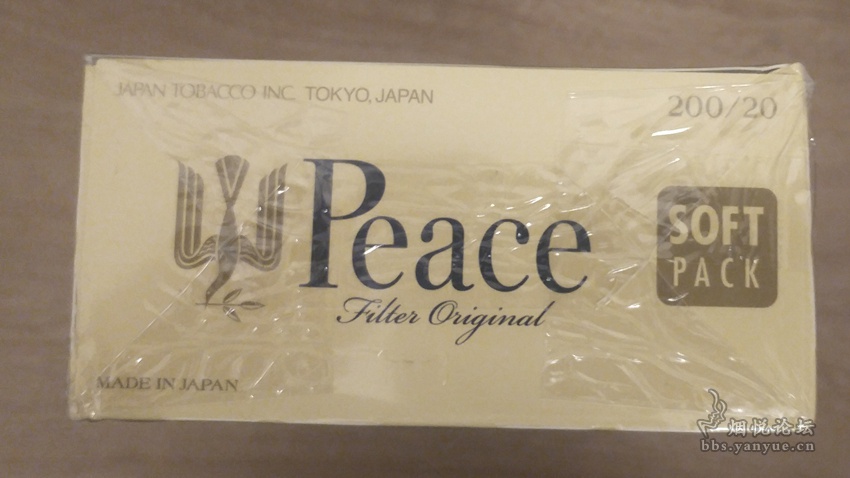 JAPAN TOBACCO INC. TOKYO, JAPAN
200/20
Peace
Filter Original
SOFT
PACK
MADE IN JAPAN
烟悦论坛
bbs.yanyue.cn